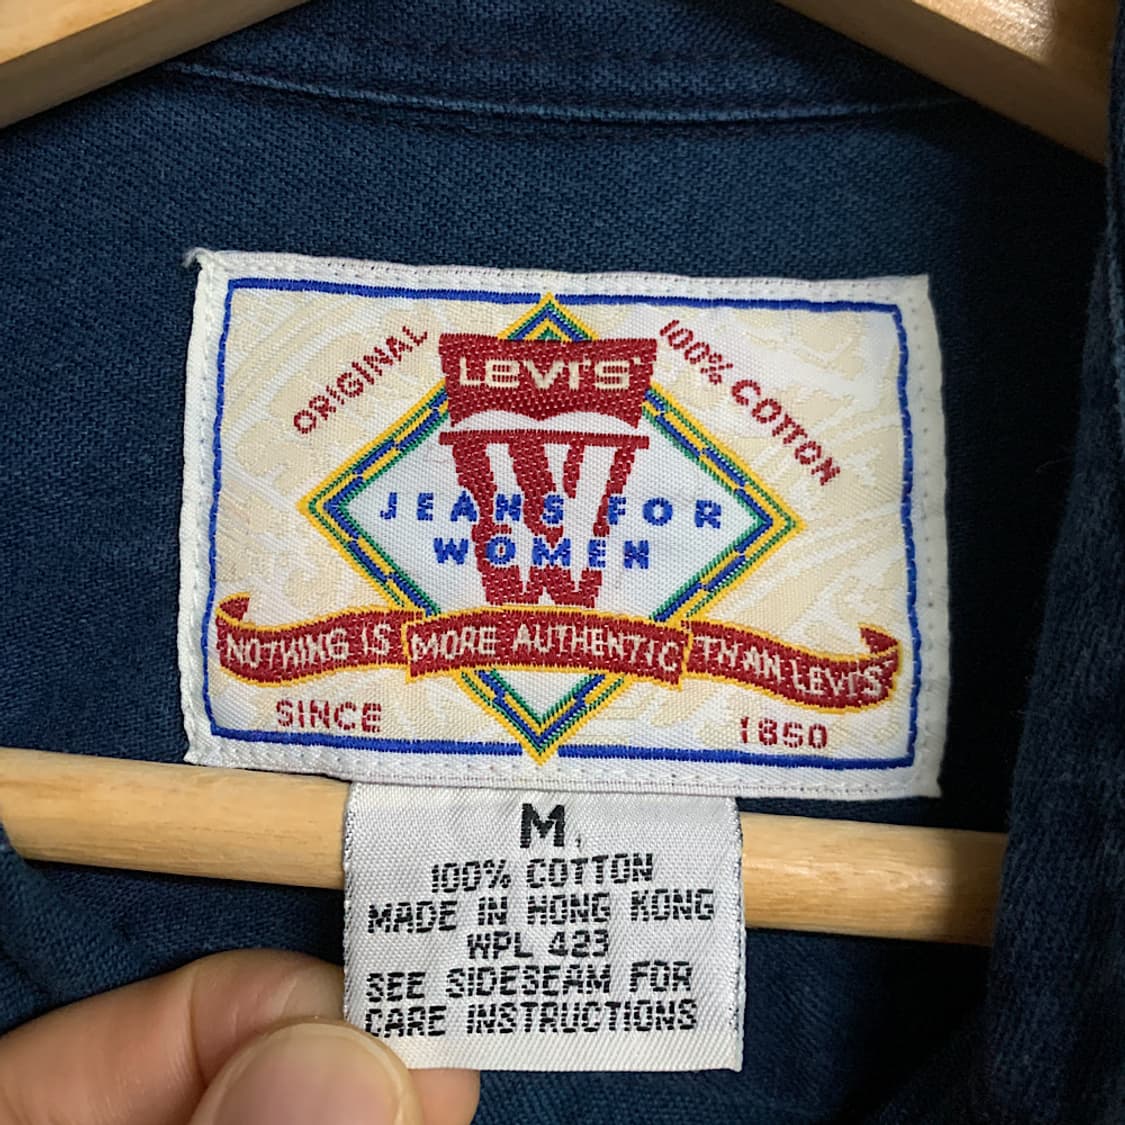 ORIGINAL
100% COTTON
Levi's
JEANS FOR
WOMEN
NOTHING IS MORE AUTHENTIC THAN LEVI'S
SINCE 1850
M
100% COTTON
MADE IN HONG KONG
WPL 423
SEE SIDESEAM FOR
CARE INSTRUCTIONS